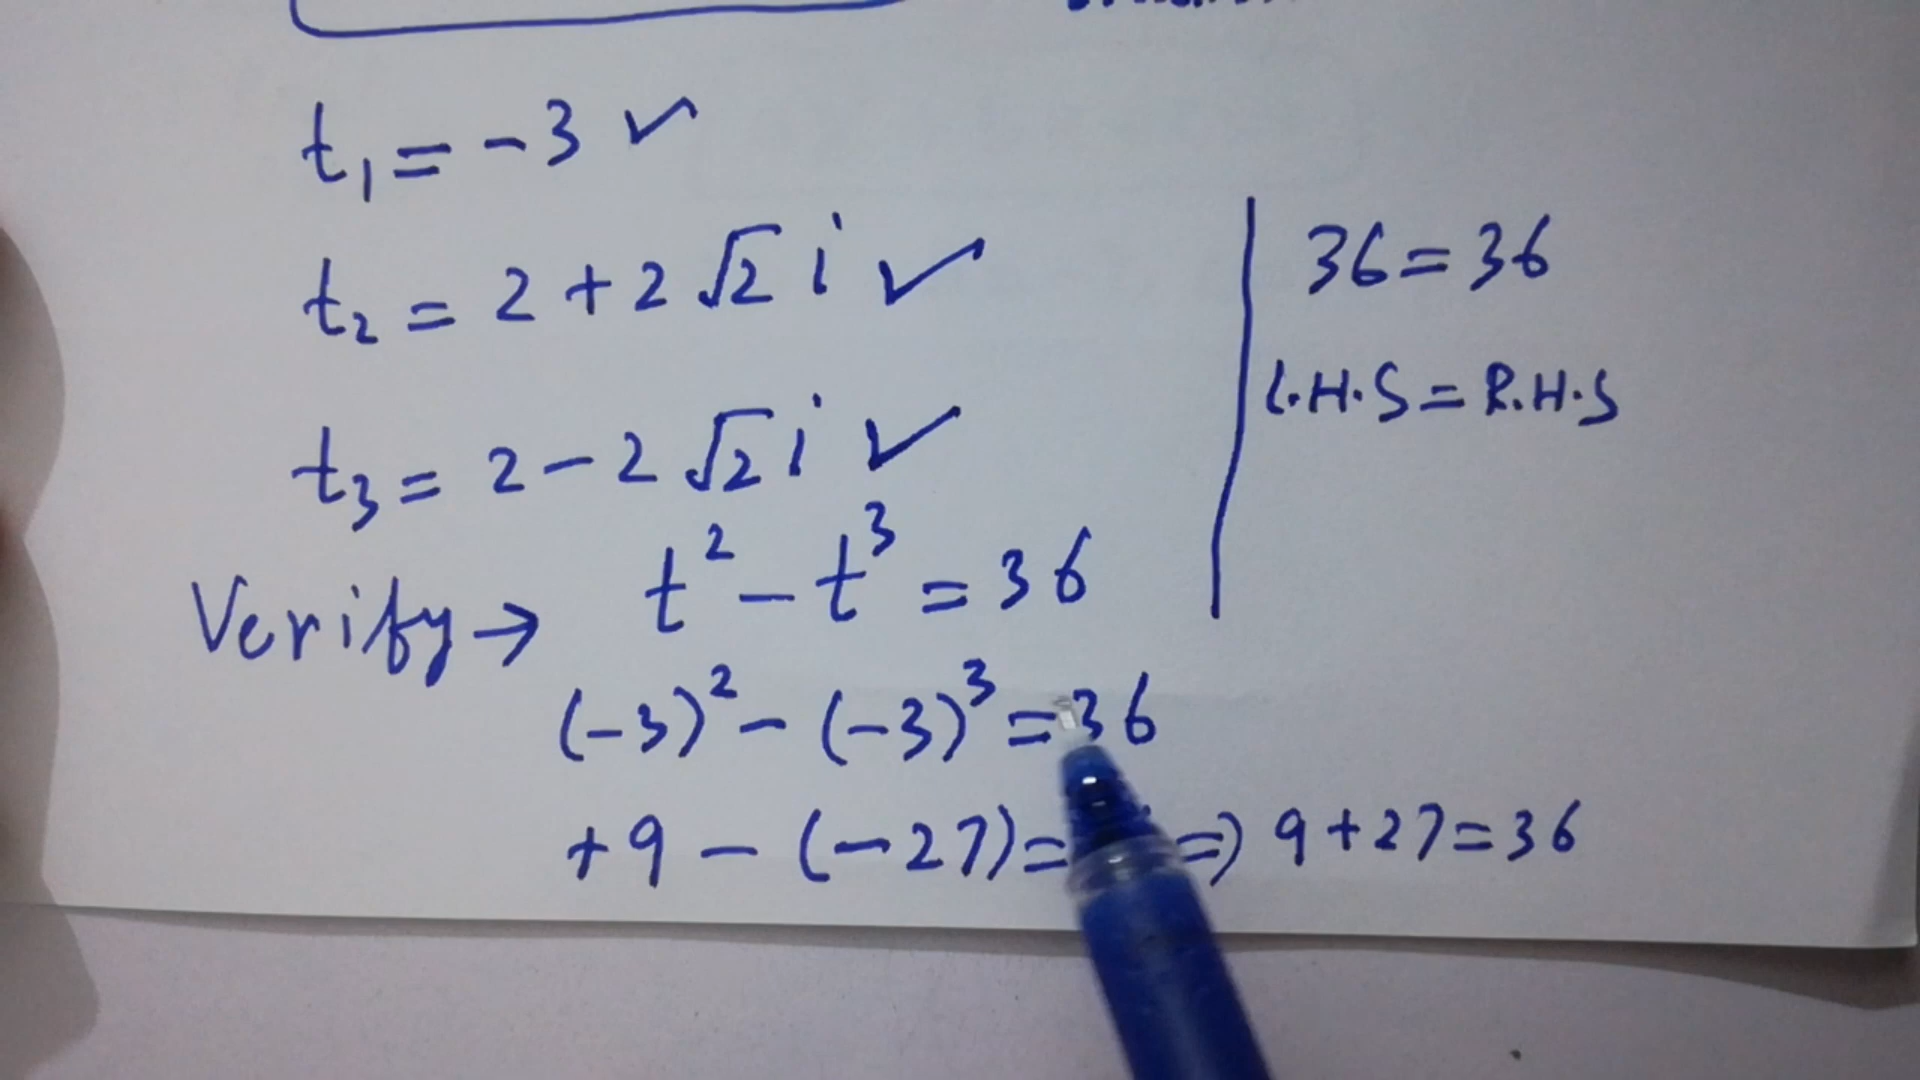 t₁ = -3 ✓
t₂ = 2 + 2 √2 i ✓
t₃ = 2 - 2 √2 i ✓
Verify → t² - t³ = 36
(-3)² - (-3)³ = 36
+9 - (-27) = ⇒ 9 + 27 = 36
36 = 36
L.H.S = R.H.S